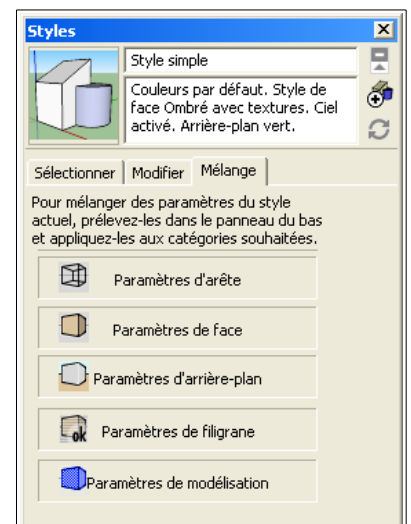 Styles
Style simple
Couleurs par défaut. Style de
face Ombré avec textures. Ciel
activé. Arrière-plan vert.
Sélectionner
Modifier
Mélange
Pour mélanger des paramètres du style
actuel, prélevez-les dans le panneau du bas
et appliquez-les aux catégories souhaitées.
Paramètres d'arête
Paramètres de face
Paramètres d'arrière-plan
ok
Paramètres de filigrane
Paramètres de modélisation